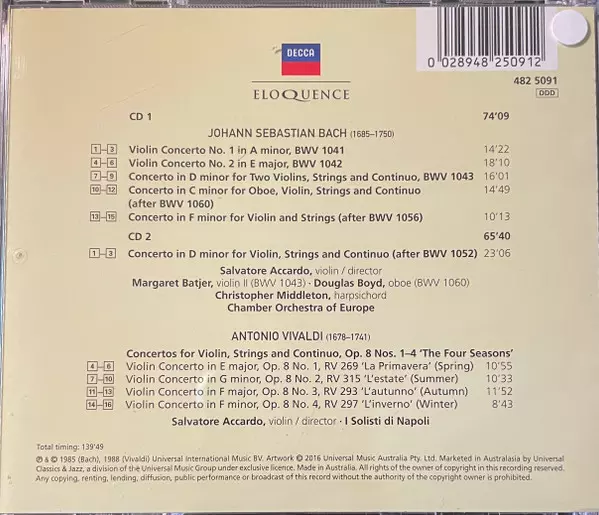 DECCA
ELOQUENCE
0 028948 250912
482 5091
DDD
CD 1 74'09
JOHANN SEBASTIAN BACH (1685–1750)
1–3 Violin Concerto No. 1 in A minor, BWV 1041 14'22
4–6 Violin Concerto No. 2 in E major, BWV 1042 18'10
7–9 Concerto in D minor for Two Violins, Strings and Continuo, BWV 1043 16'01
10–12 Concerto in C minor for Oboe, Violin, Strings and Continuo 14'49
(after BWV 1060)
13–15 Concerto in F minor for Violin and Strings (after BWV 1056) 10'13
CD 2 65'40
1–3 Concerto in D minor for Violin, Strings and Continuo (after BWV 1052) 23'06
Salvatore Accardo, violin / director
Margaret Batjer, violin II (BWV 1043) · Douglas Boyd, oboe (BWV 1060)
Christopher Middleton, harpsichord
Chamber Orchestra of Europe
ANTONIO VIVALDI (1678–1741)
Concertos for Violin, Strings and Continuo, Op. 8 Nos. 1–4 'The Four Seasons'
4–6 Violin Concerto in E major, Op. 8 No. 1, RV 269 'La Primavera' (Spring) 10'55
7–10 Violin Concerto in G minor, Op. 8 No. 2, RV 315 'L'estate' (Summer) 10'33
11–13 Violin Concerto in F major, Op. 8 No. 3, RV 293 'L'autunno' (Autumn) 11'52
14–16 Violin Concerto in F minor, Op. 8 No. 4, RV 297 'L'inverno' (Winter) 8'43
Salvatore Accardo, violin / director · I Solisti di Napoli
Total timing: 139'49
℗ & © 1985 (Bach), 1988 (Vivaldi) Universal International Music BV. Artwork © 2016 Universal Music Australia Pty. Ltd. Marketed in Australasia by Universal
Classics & Jazz, a division of the Universal Music Group under exclusive licence. Made in Australia. All rights of the owner of copyright in this recording reserved.
Any copying, renting, lending, diffusion, public performance or broadcast of this record without the authority of the copyright owner is prohibited.